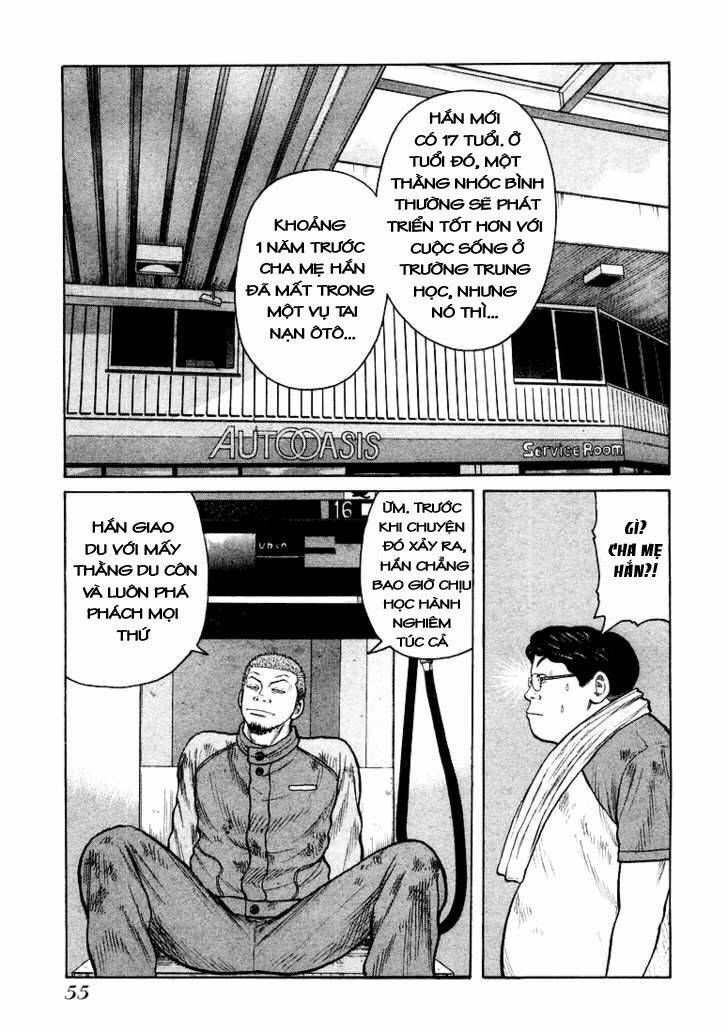 HẮN MỚI
CÓ 17 TUỔI. Ở
TUỔI ĐÓ, MỘT
THẰNG NHÓC BÌNH
THƯỜNG SẼ PHÁT
TRIỂN TỐT HƠN VỚI
CUỘC SỐNG Ở
TRƯỜNG TRUNG
HỌC, NHƯNG
NÓ THÌ...
KHOẢNG
1 NĂM TRƯỚC
CHA MẸ HẮN
ĐÃ MẤT TRONG
MỘT VỤ TAI
NẠN ÔTÔ...
AUTOOASIS
Service Room
GÌ?
CHA MẸ
HẮN?!
ỪM. TRƯỚC
KHI CHUYỆN
ĐÓ XẢY RA,
HẮN CHẲNG
BAO GIỜ CHỊU
HỌC HÀNH
NGHIÊM
TÚC CẢ
16
HẮN GIAO
DU VỚI MẤY
THẰNG DU CÔN
VÀ LUÔN PHÁ
PHÁCH MỌI
THỨ
55